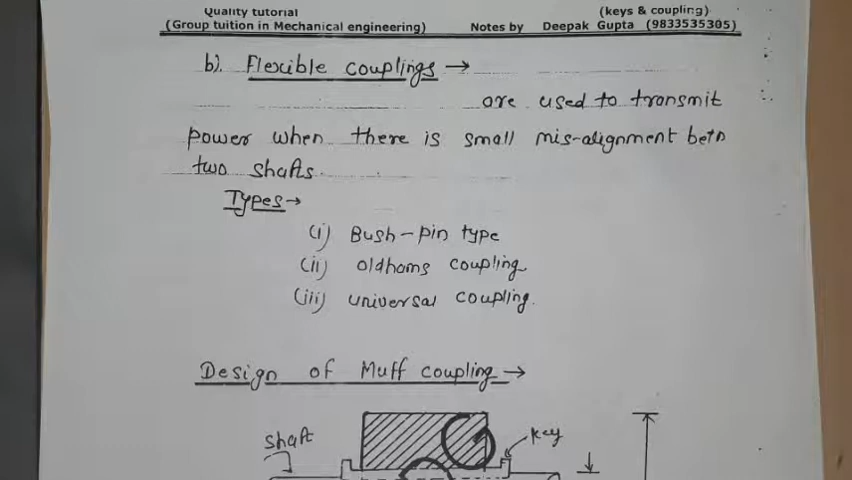 Quality tutorial (keys & coupling)
(Group tuition in Mechanical engineering) Notes by Deepak Gupta (9833535305)
b). Flexible couplings →
are used to transmit
power when there is small mis-alignment betn
two shafts.
Types→
(i) Bush-pin type
(ii) oldhams coupling
(iii) universal coupling.
Design of Muff coupling →
shaft
key